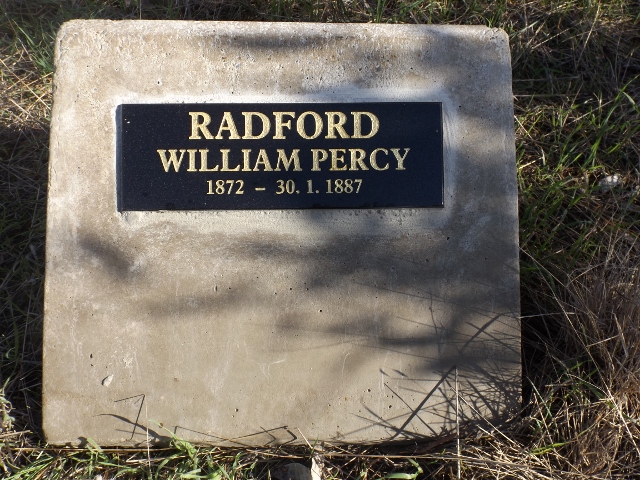 RADFORD
WILLIAM PERCY
1872 – 30. 1. 1887